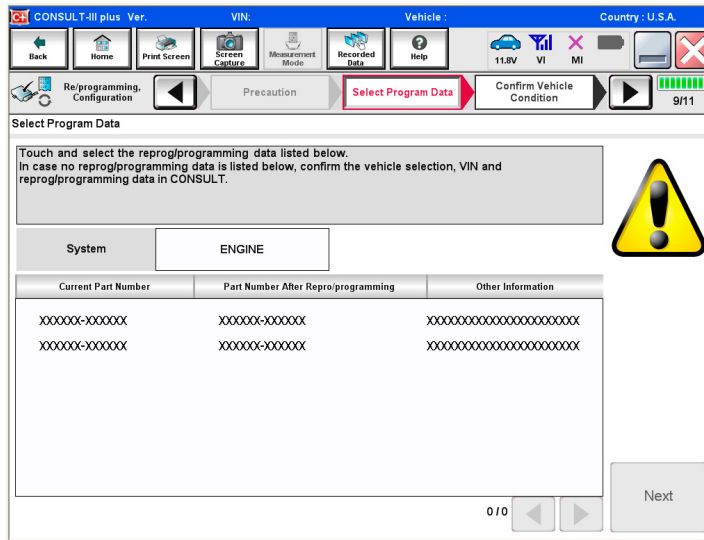 C+ CONSULT-III plus Ver. VIN: Vehicle : Country : U.S.A.
Back Home Print Screen Screen Capture Measurement Mode Recorded Data Help 11.8V VI MI
Re/programming, Configuration Precaution Select Program Data Confirm Vehicle Condition 9/11
Select Program Data
Touch and select the reprog/programming data listed below.
In case no reprog/programming data is listed below, confirm the vehicle selection, VIN and
reprog/programming data in CONSULT.
System ENGINE
Current Part Number Part Number After Repro/programming Other Information
XXXXXX-XXXXXX XXXXXX-XXXXXX XXXXXXXXXXXXXXXXXXXXXX
XXXXXX-XXXXXX XXXXXX-XXXXXX XXXXXXXXXXXXXXXXXXXXXX
Next
0/0